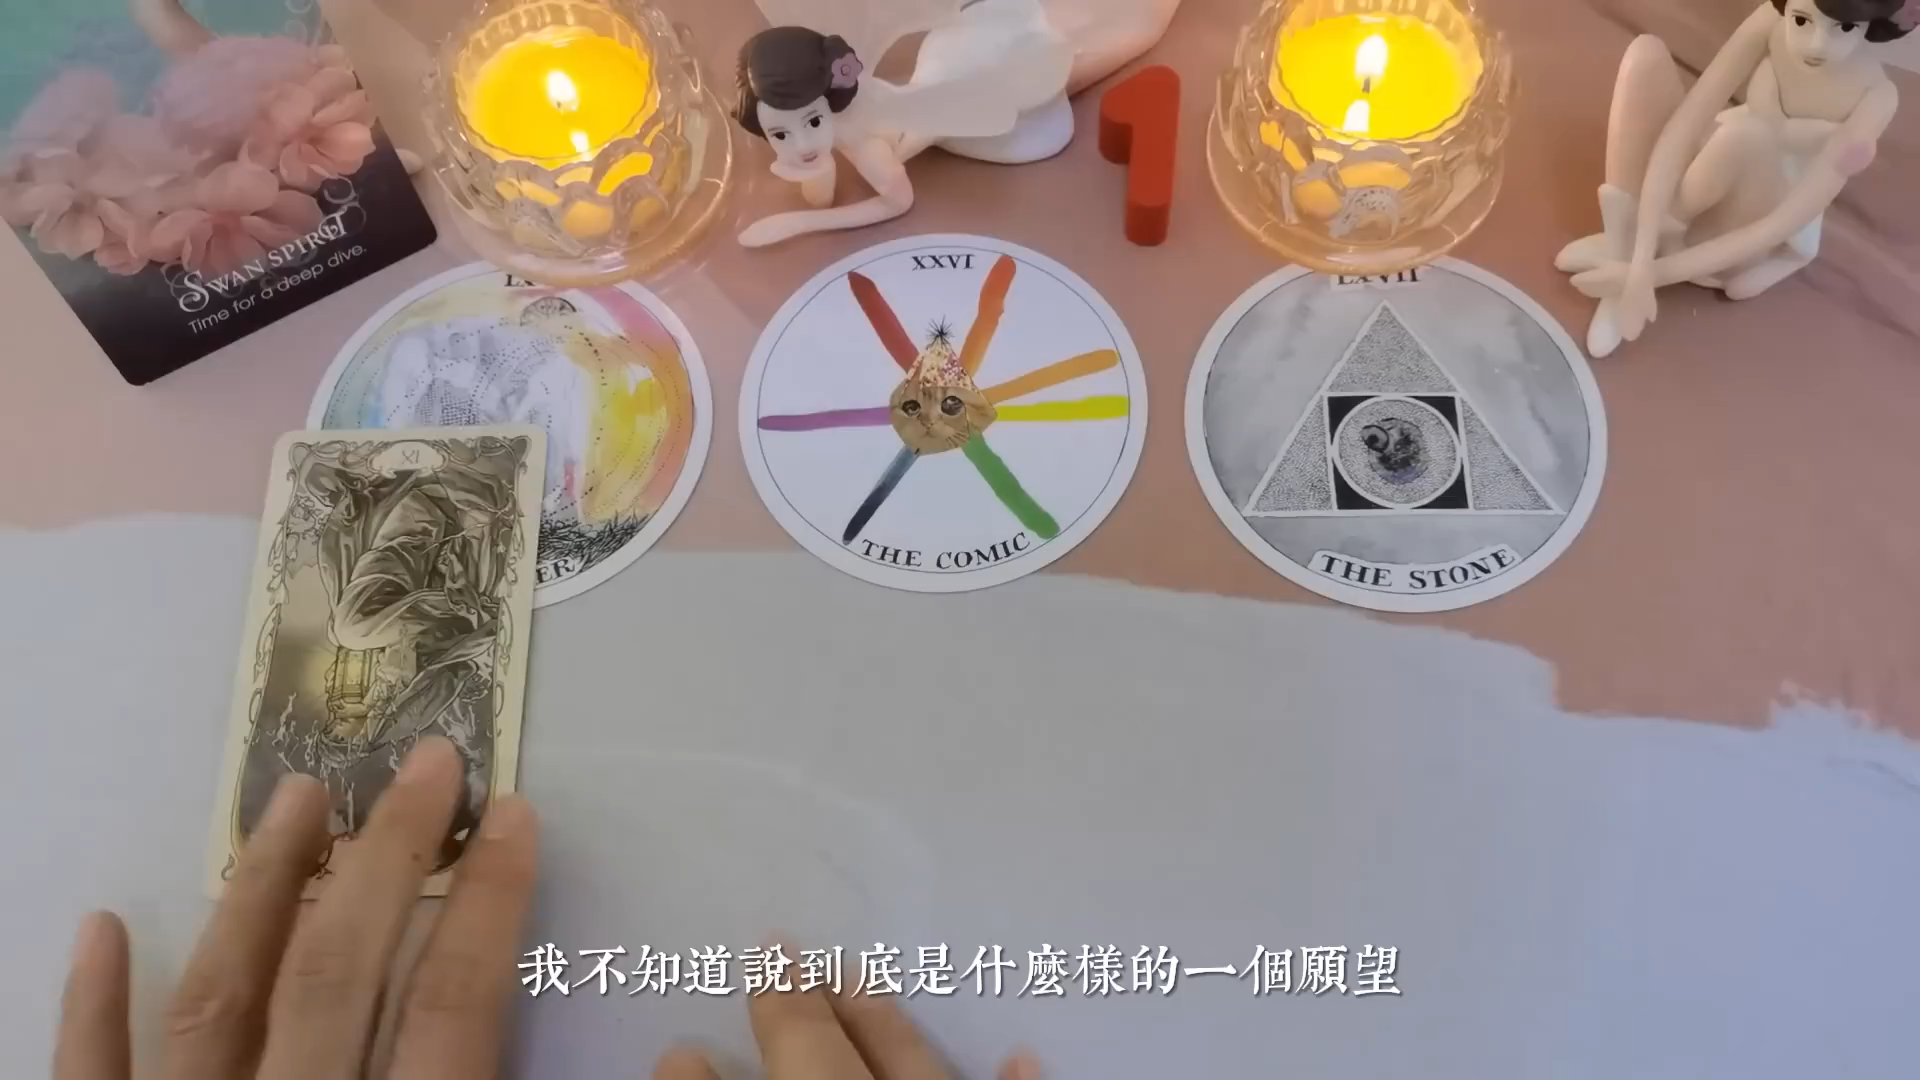 SWAN SPIRIT
Time for a deep dive.
XXVI
THE COMIC
LXVII
THE STONE
XI
我不知道說到底是什麼樣的一個願望